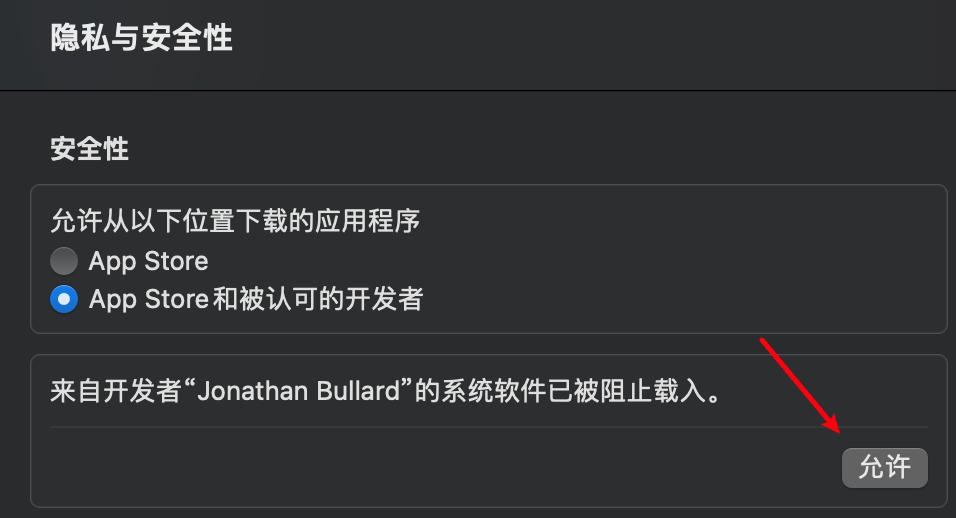 隐私与安全性
安全性
允许从以下位置下载的应用程序
App Store
App Store和被认可的开发者
来自开发者“Jonathan Bullard”的系统软件已被阻止载入。
允许